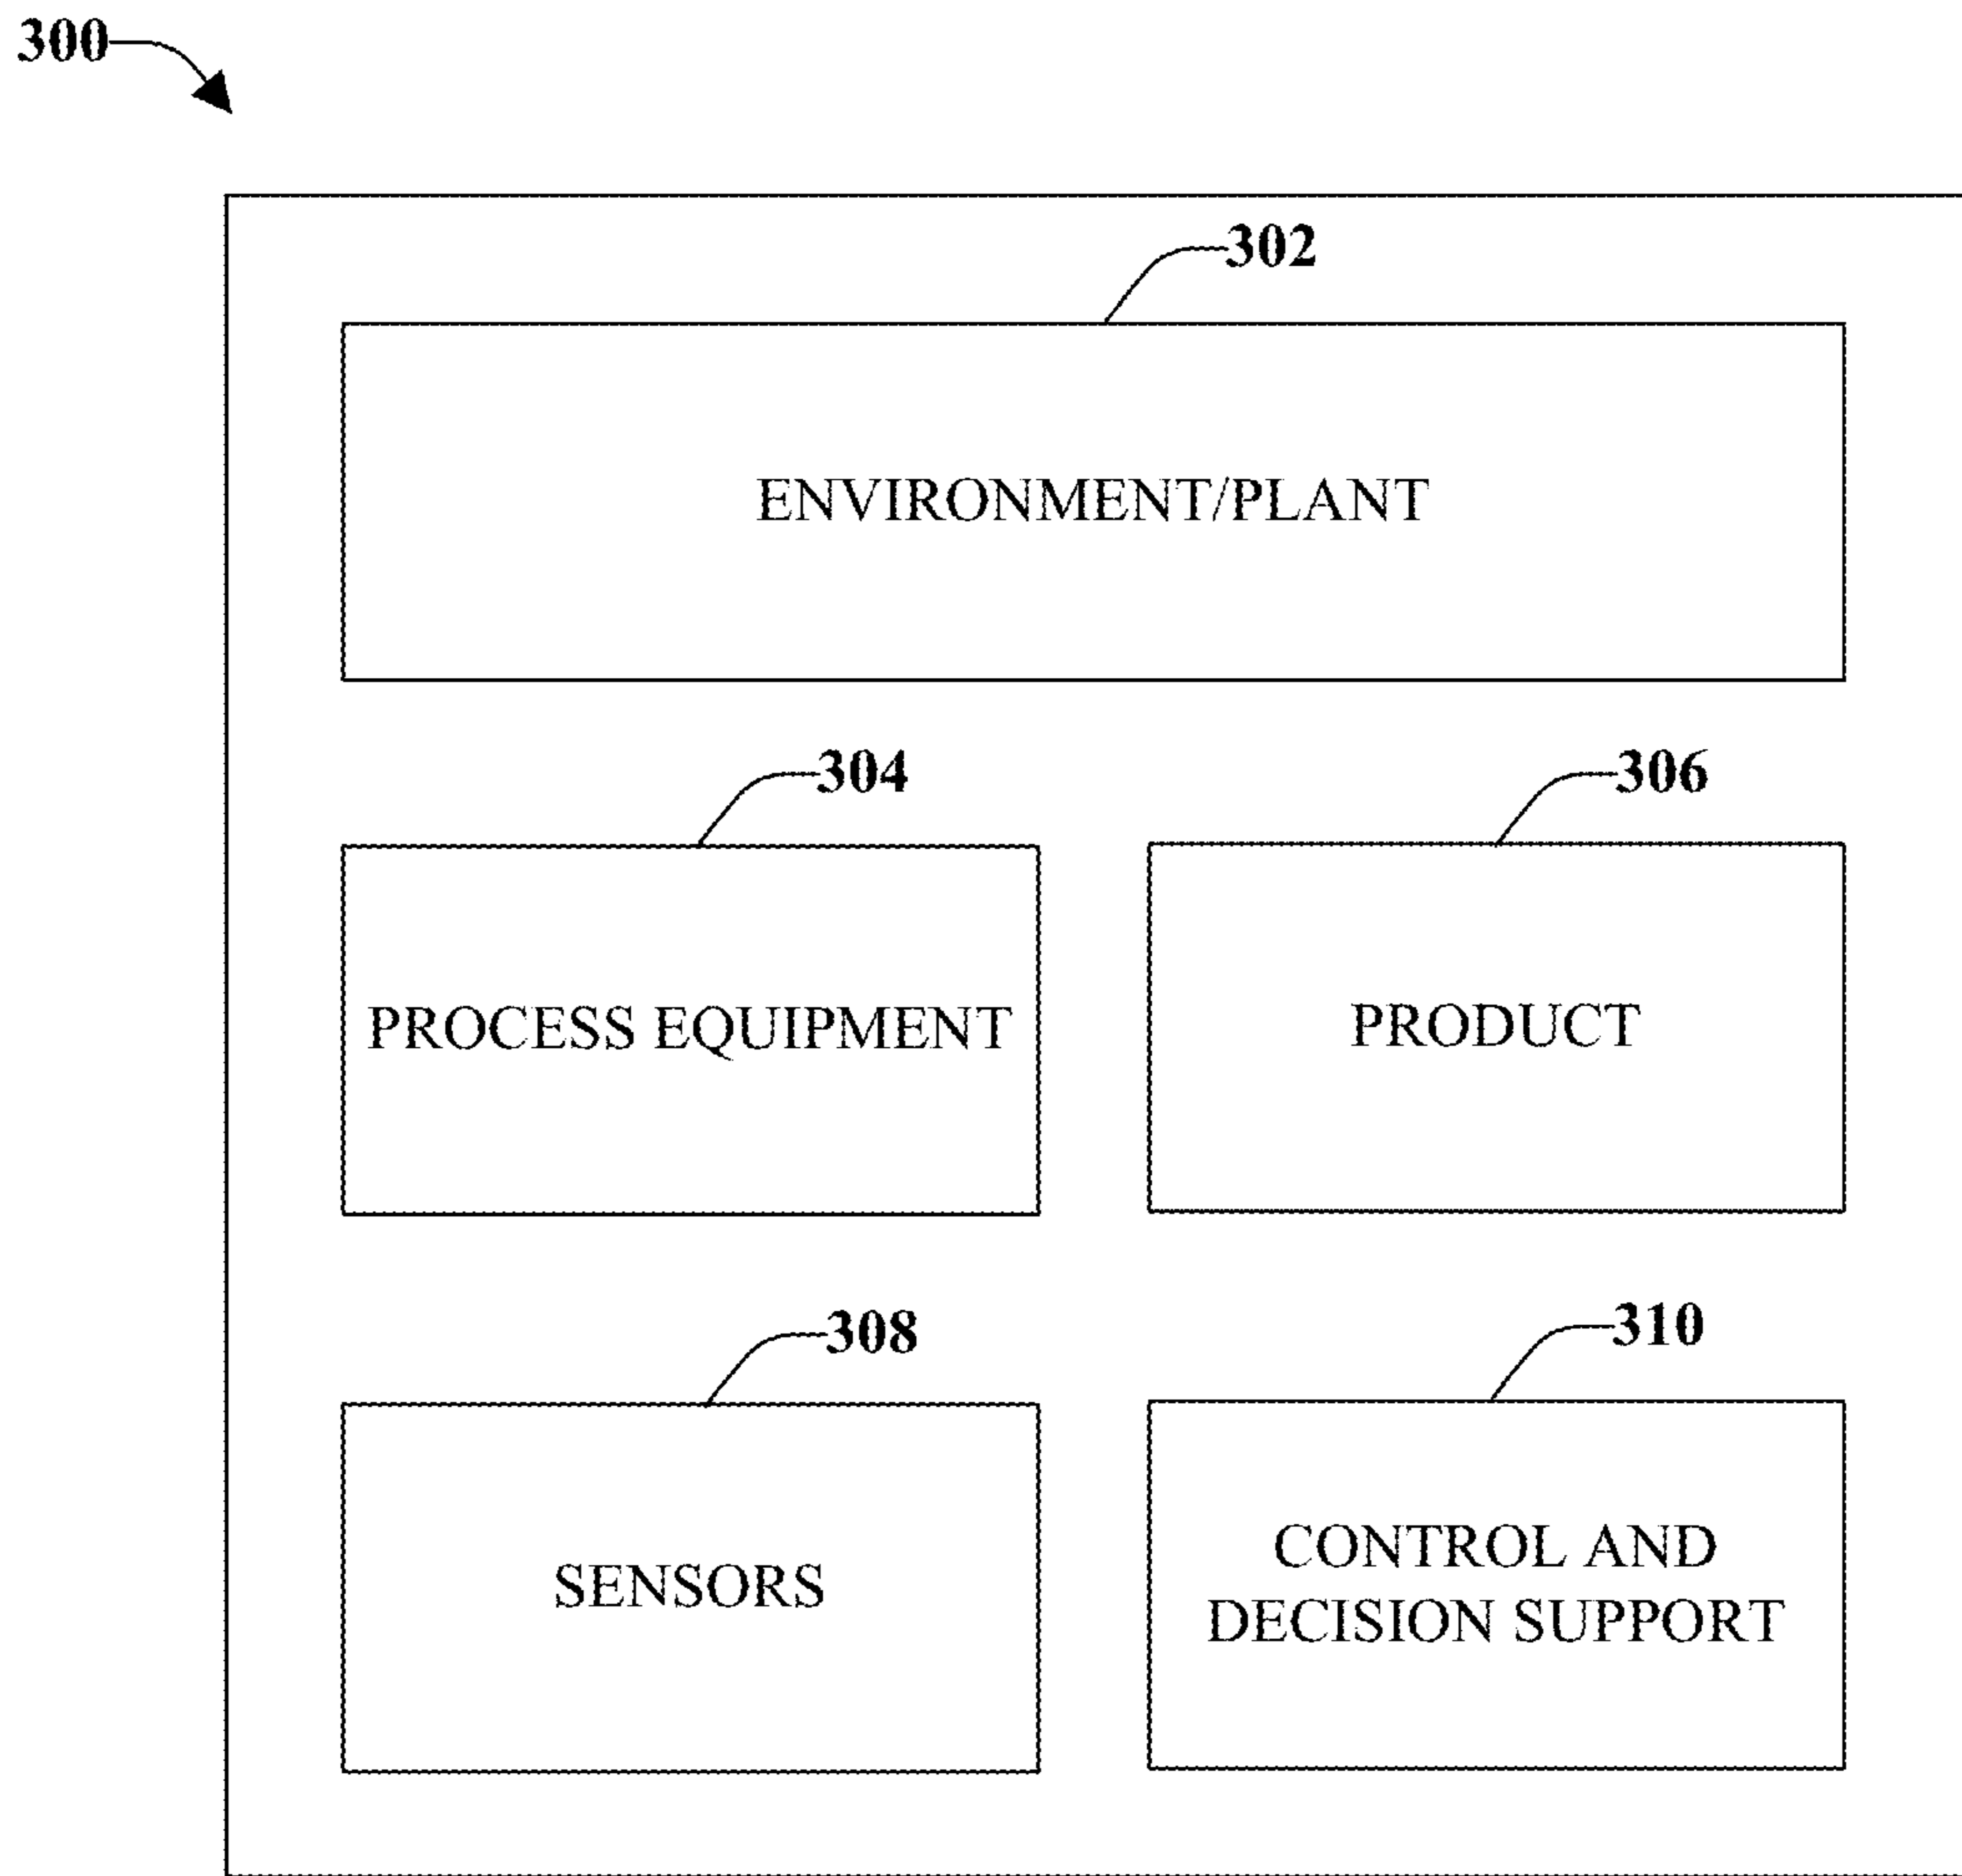 300
302
ENVIRONMENT/PLANT
304
306
PROCESS EQUIPMENT
PRODUCT
308
310
SENSORS
CONTROL AND
DECISION SUPPORT